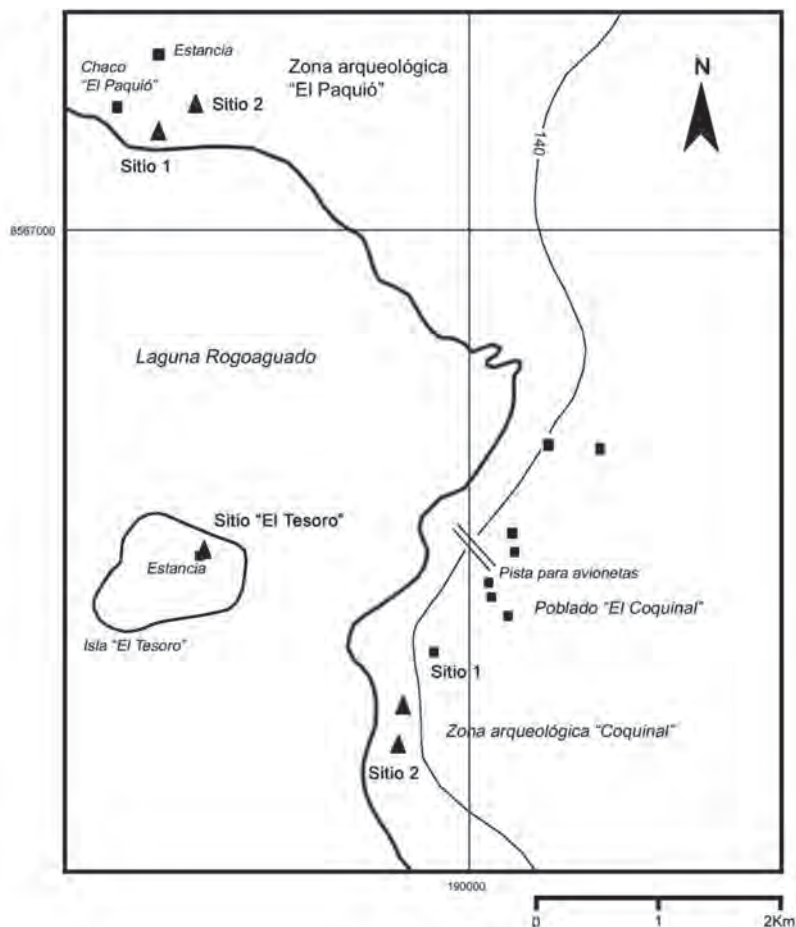 Estancia
Zona arqueológica
"El Paquió"
Chaco
"El Paquió"
Sitio 2
Sitio 1
N
140
8567000
Laguna Rogoaguado
Sitio "El Tesoro"
Estancia
Isla "El Tesoro"
Pista para avionetas
Poblado "El Coquinal"
Sitio 1
Zona arqueológica "Coquinal"
Sitio 2
190000
0 1 2Km